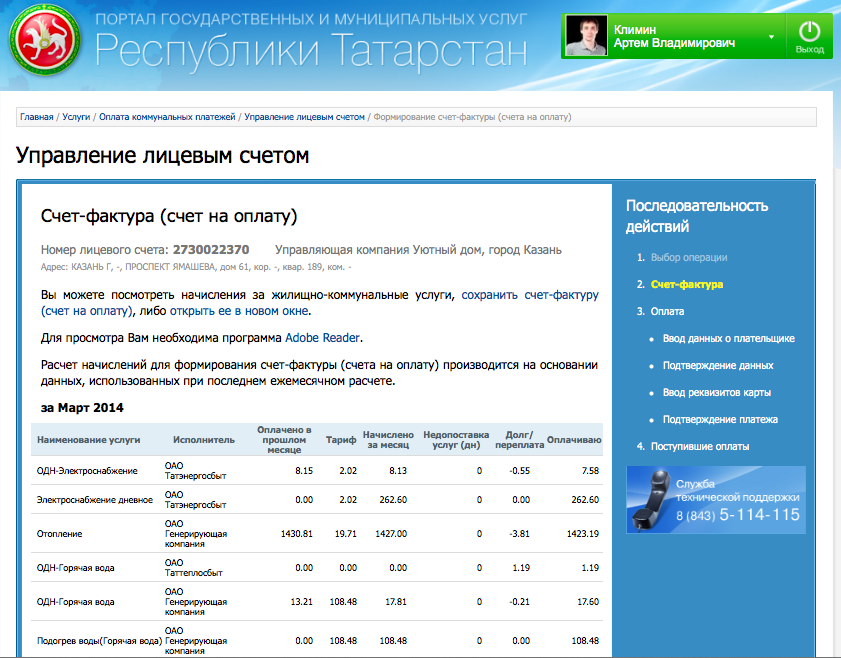 ПОРТАЛ ГОСУДАРСТВЕННЫХ И МУНИЦИПАЛЬНЫХ УСЛУГ
Республики Татарстан
Климин
Артем Владимирович
Выход
Главная / Услуги / Оплата коммунальных платежей / Управление лицевым счетом / Формирование счет-фактуры (счета на оплату)
Управление лицевым счетом
Счет-фактура (счет на оплату)
Номер лицевого счета: 2730022370 Управляющая компания Уютный дом, город Казань
Адрес: КАЗАНЬ Г, -, ПРОСПЕКТ ЯМАШЕВА, дом 61, кор. -, квар. 189, ком. -
Вы можете посмотреть начисления за жилищно-коммунальные услуги, сохранить счет-фактуру
(счет на оплату), либо открыть ее в новом окне.
Для просмотра Вам необходима программа Adobe Reader.
Расчет начислений для формирования счет-фактуры (счета на оплату) производится на основании
данных, использованных при последнем ежемесячном расчете.
за Март 2014
Наименование услуги Исполнитель Оплачено в прошлом месяце Тариф Начислено за месяц Недопоставка услуг (дн) Долг/ переплата Оплачиваю
ОДН-Электроснабжение ОАО Татэнергосбыт 8.15 2.02 8.13 0 -0.55 7.58
Электроснабжение дневное ОАО Татэнергосбыт 0.00 2.02 262.60 0 0.00 262.60
Отопление ОАО Генерирующая компания 1430.81 19.71 1427.00 0 -3.81 1423.19
ОДН-Горячая вода ОАО Таттеплосбыт 0.00 0.00 0.00 0 1.19 1.19
ОДН-Горячая вода ОАО Генерирующая компания 13.21 108.48 17.81 0 -0.21 17.60
Подогрев воды(Горячая вода) ОАО Генерирующая компания 0.00 108.48 108.48 0 0.00 108.48
Последовательность
действий
1. Выбор операции
2. Счет-фактура
3. Оплата
• Ввод данных о плательщике
• Подтверждение данных
• Ввод реквизитов карты
• Подтверждение платежа
4. Поступившие оплаты
Служба
технической поддержки
8 (843) 5-114-115